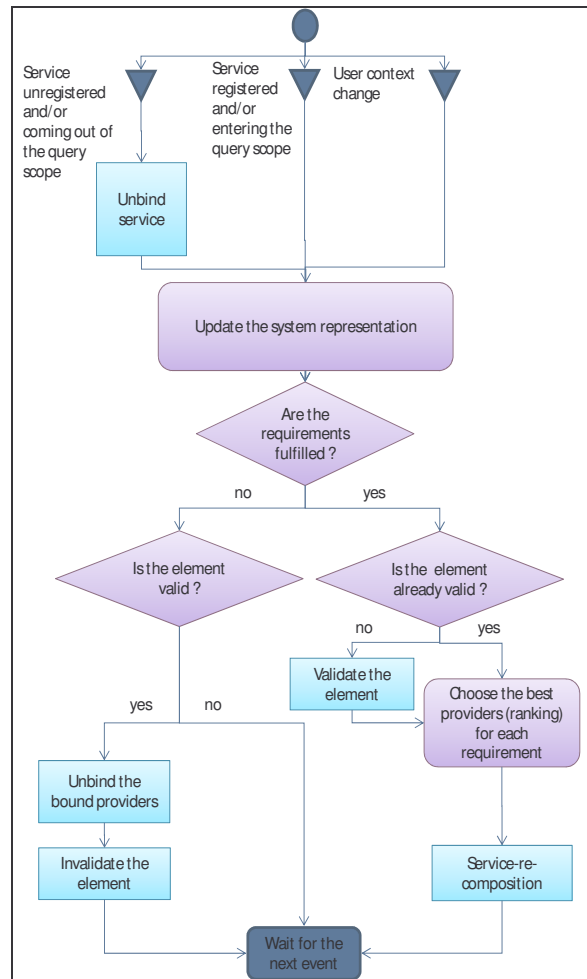 Service
unregistered
and/or
coming out of
the query
scope
Service
registered
and/or
entering the
query scope
User context
change
Unbind
service
Update the system representation
Are the
requirements
fulfilled ?
no
yes
Is the element
valid ?
Is the element
already valid ?
no
yes
Validate the
element
Choose the best
providers (ranking)
for each
requirement
yes
no
Unbind the
bound providers
Invalidate the
element
Service-re-
composition
Wait for the
next event